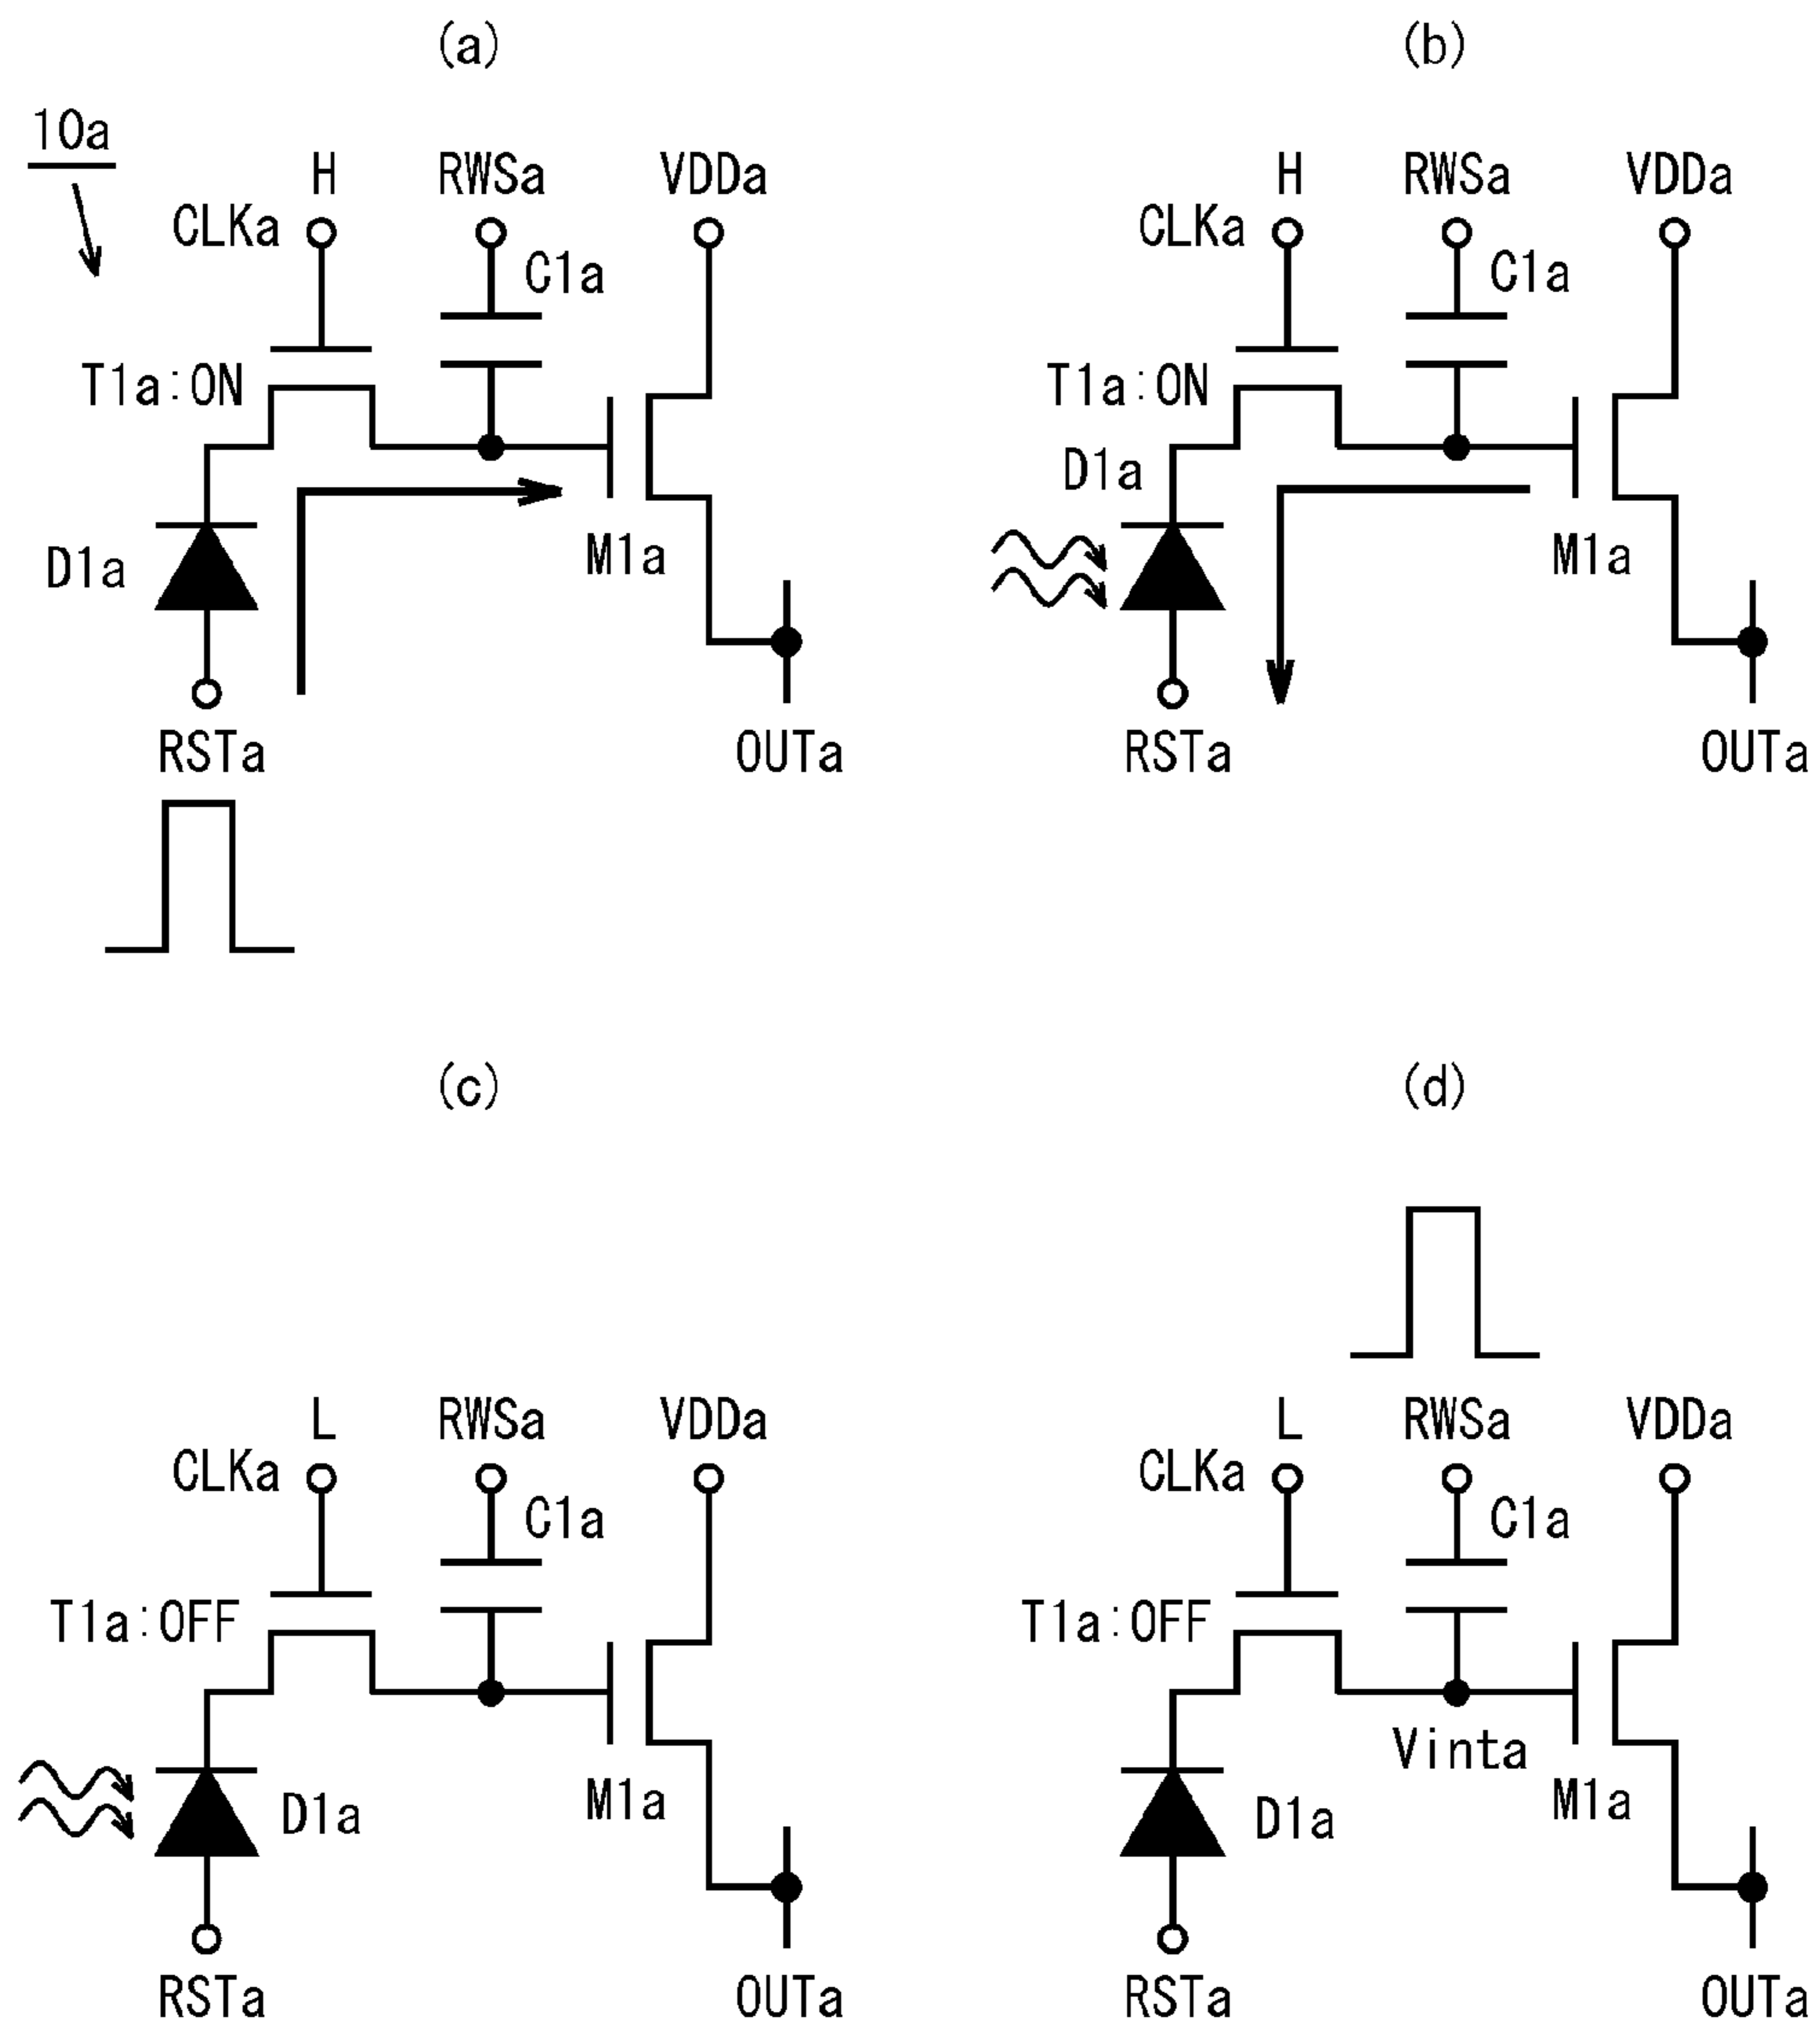 (a)
(b)
10a
H
RWSa
VDDa
H
RWSa
VDDa
CLKa
C1a
CLKa
C1a
T1a:ON
T1a:ON
D1a
D1a
M1a
M1a
RSTa
OUTa
RSTa
OUTa
(c)
(d)
L
RWSa
VDDa
L
RWSa
VDDa
CLKa
C1a
CLKa
C1a
T1a:OFF
T1a:OFF
Vinta
D1a
M1a
D1a
M1a
RSTa
OUTa
RSTa
OUTa